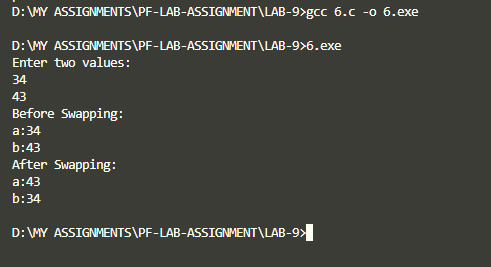 D:\MY ASSIGNMENTS\PF-LAB-ASSIGNMENT\LAB-9>gcc 6.c -o 6.exe
D:\MY ASSIGNMENTS\PF-LAB-ASSIGNMENT\LAB-9>6.exe
Enter two values:
34
43
Before Swapping:
a:34
b:43
After Swapping:
a:43
b:34
D:\MY ASSIGNMENTS\PF-LAB-ASSIGNMENT\LAB-9>